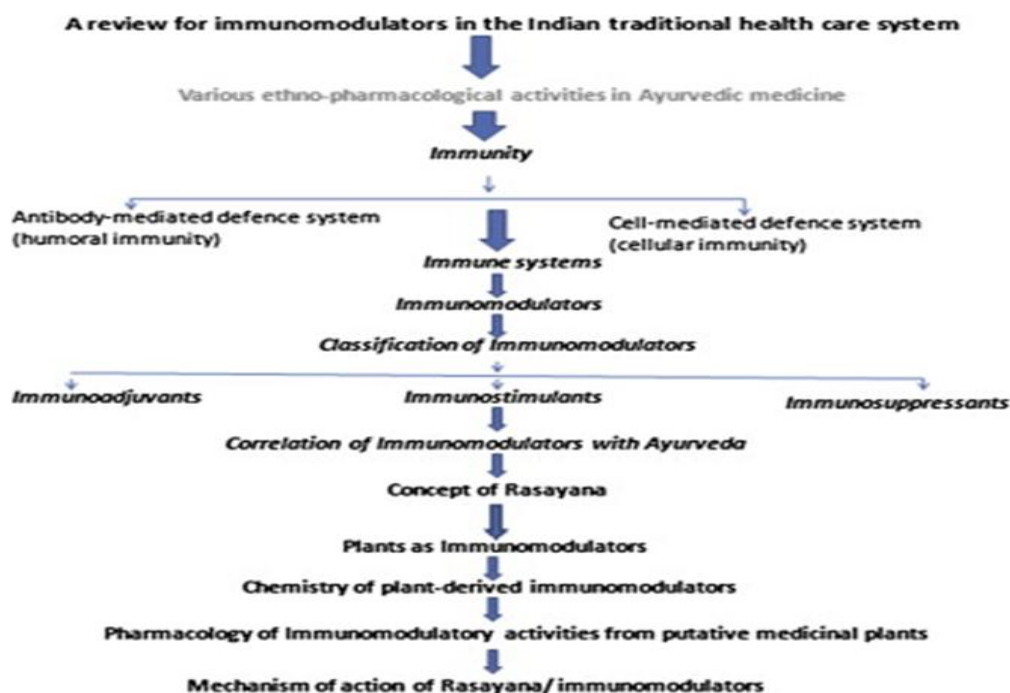 A review for immunomodulators in the Indian traditional health care system
Various ethno-pharmacological activities in Ayurvedic medicine
Immunity
Antibody-mediated defence system
(humoral immunity)
Cell-mediated defence system
(cellular immunity)
Immune systems
Immunomodulators
Classification of Immunomodulators
Immunoadjuvants
Immunostimulants
Immunosuppressants
Correlation of Immunomodulators with Ayurveda
Concept of Rasayana
Plants as Immunomodulators
Chemistry of plant-derived immunomodulators
Pharmacology of Immunomodulatory activities from putative medicinal plants
Mechanism of action of Rasayana/ immunomodulators